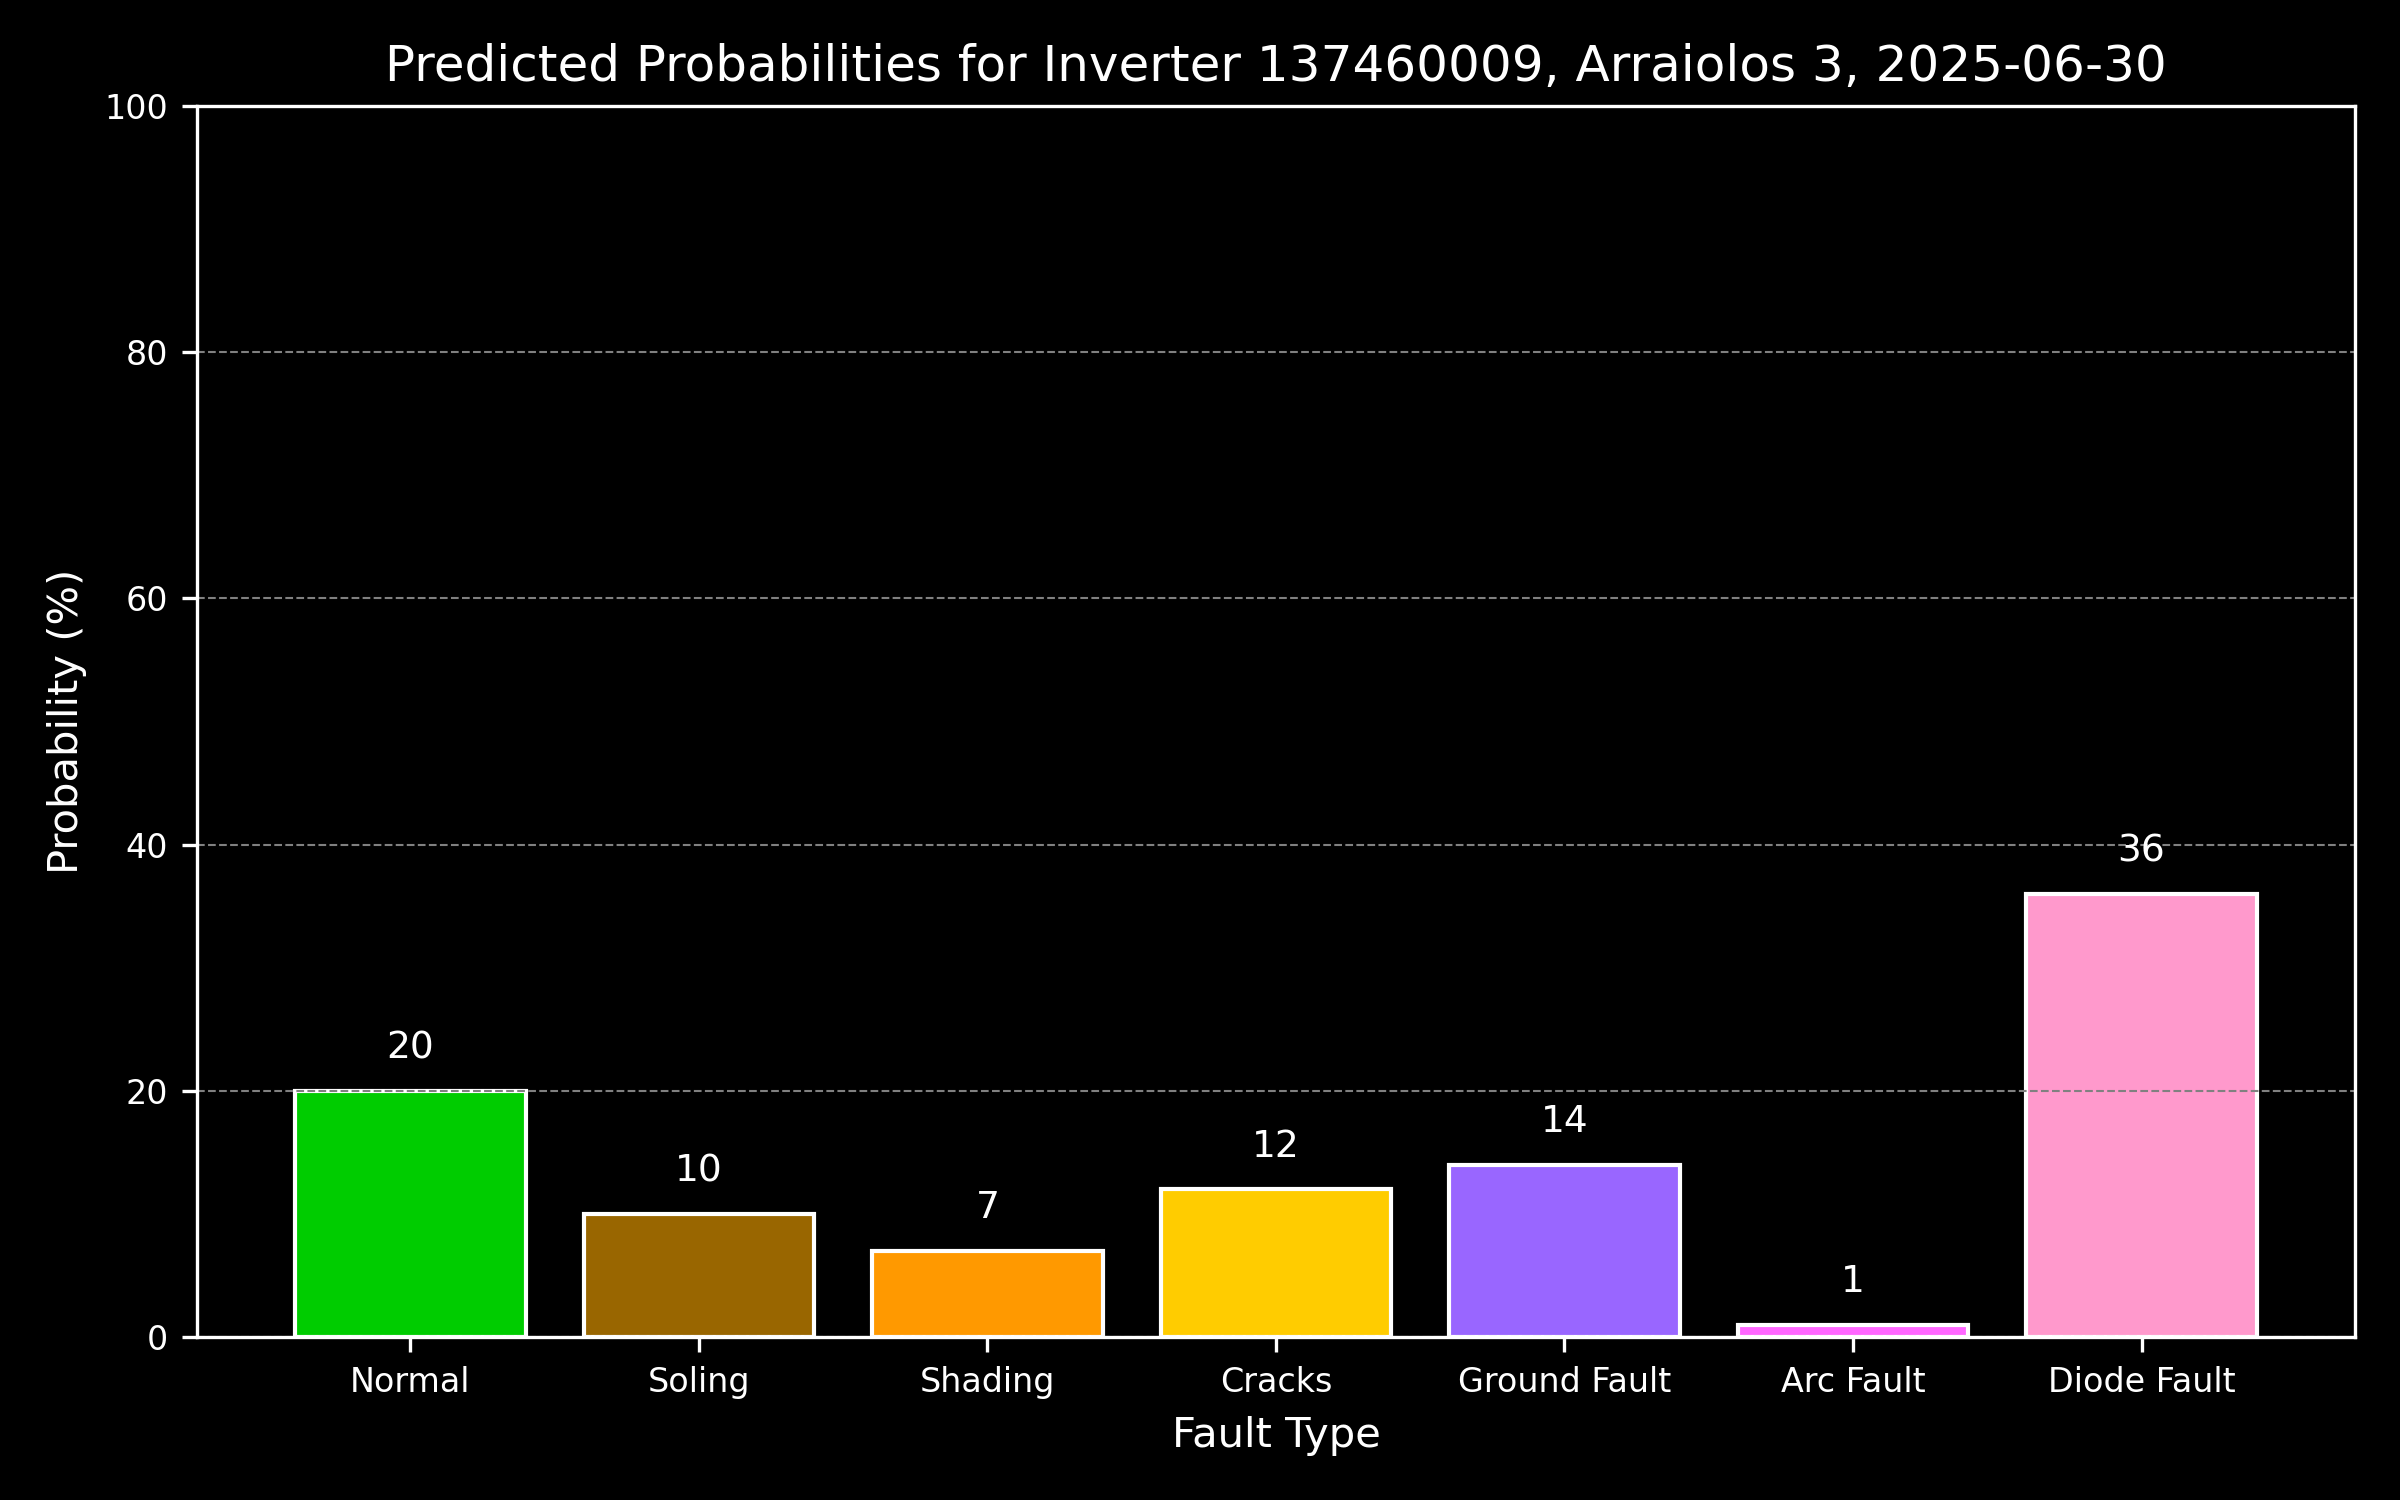 Predicted Probabilities for Inverter 137460009, Arraiolos 3, 2025-06-30
100
80
60
40
20
0
Probability (%)
20
10
7
12
14
1
36
Normal
Soling
Shading
Cracks
Ground Fault
Arc Fault
Diode Fault
Fault Type